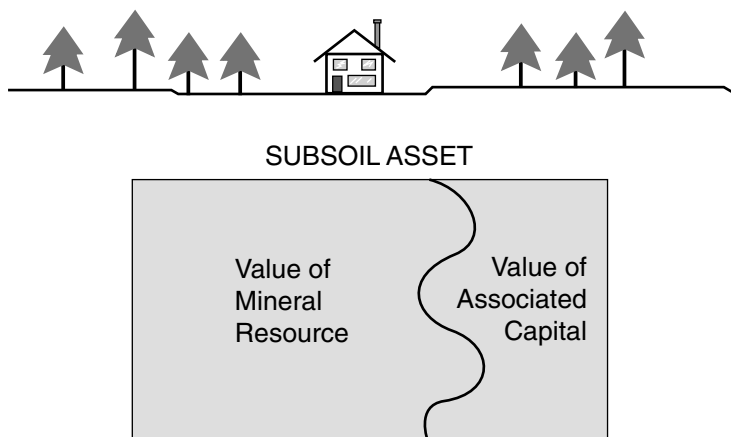 SUBSOIL ASSET
Value of
Mineral
Resource
Value of
Associated
Capital